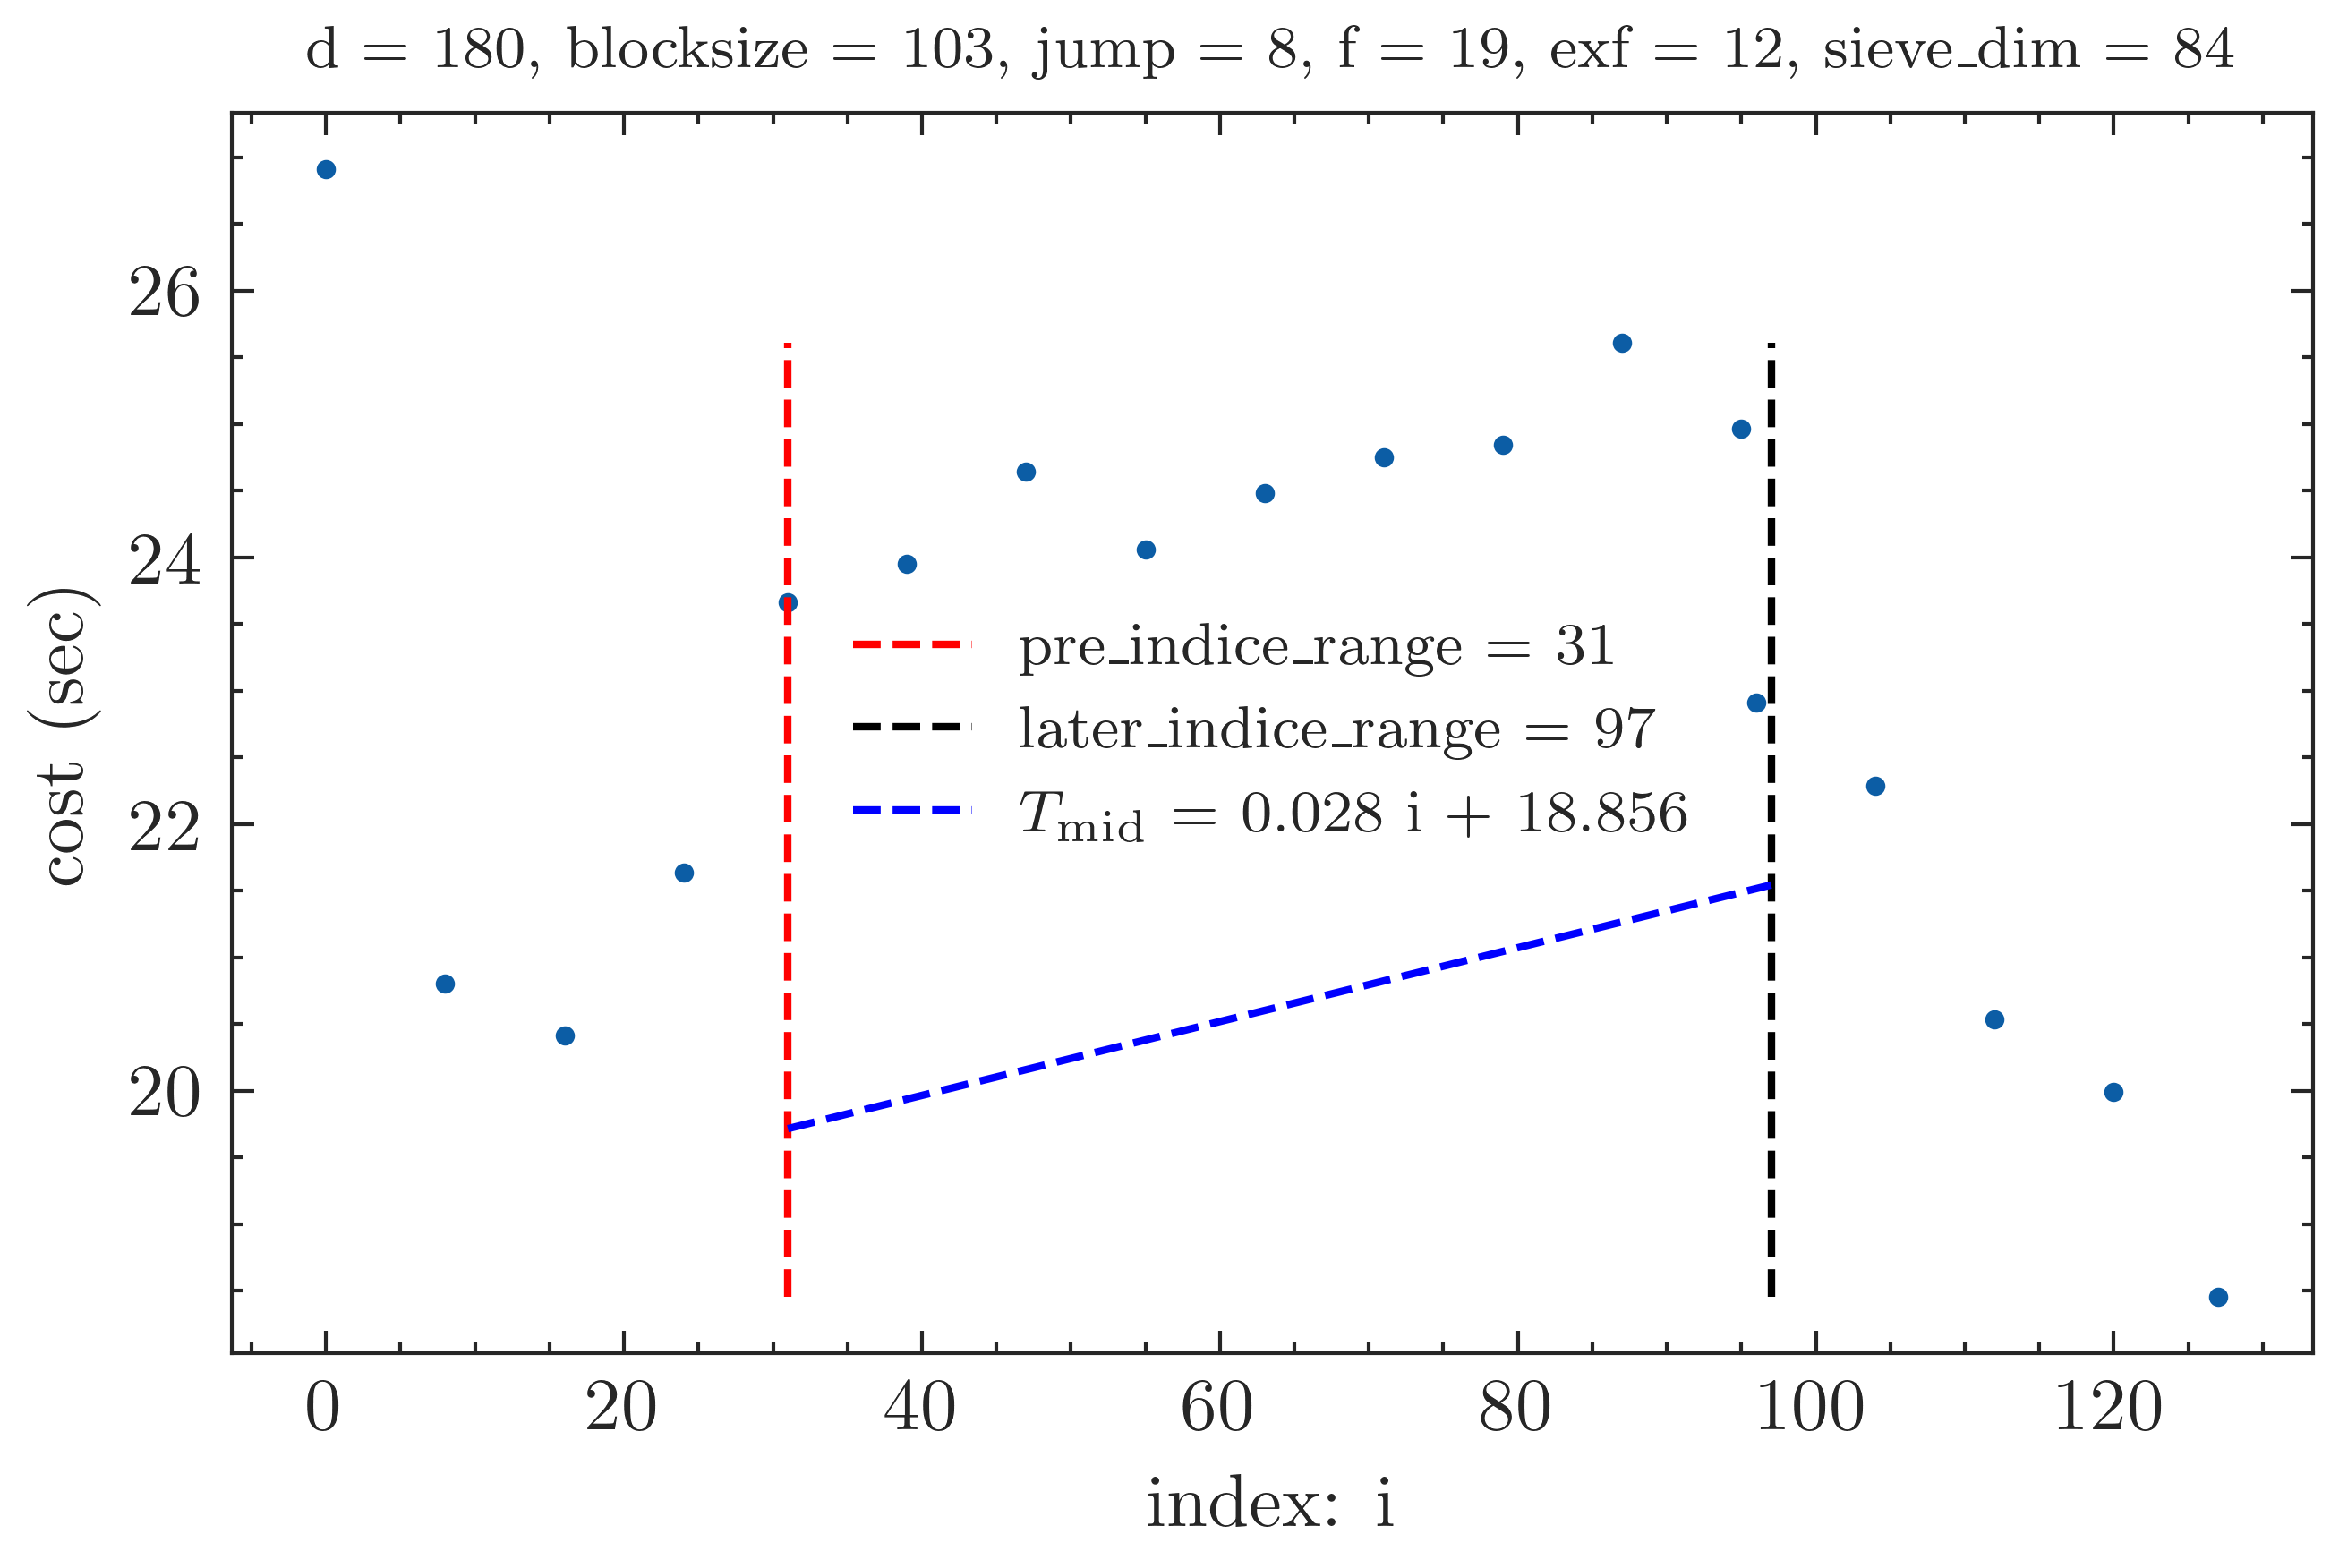 d = 180, blocksize = 103, jump = 8, f = 19, exf = 12, sieve_dim = 84
26
24
22
20
cost (sec)
pre_indice_range = 31
later_indice_range = 97
T_mid = 0.028 i + 18.856
0 20 40 60 80 100 120
index: i